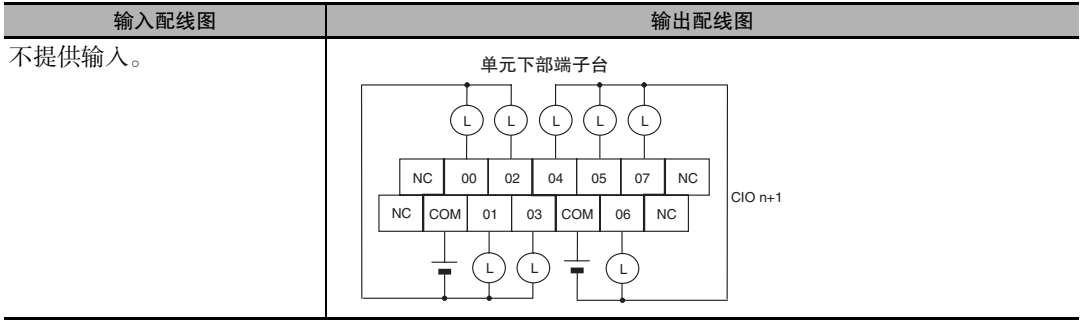 输入配线图 输出配线图
不提供输入。
单元下部端子台
L L L L L
NC 00 02 04 05 07 NC
CIO n+1
NC COM 01 03 COM 06 NC
L L L